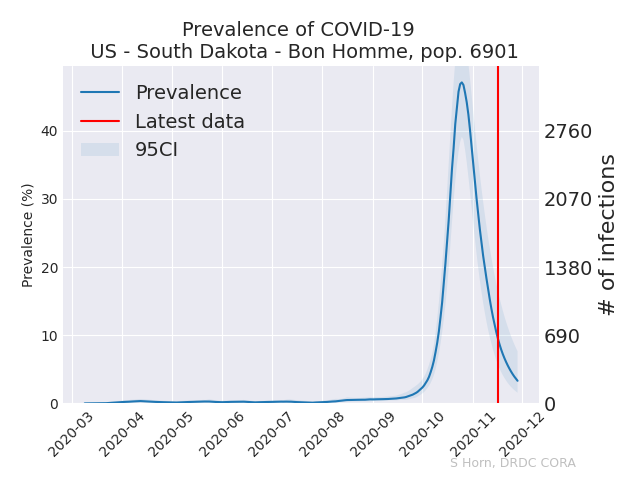 Prevalence of COVID-19
US - South Dakota - Bon Homme, pop. 6901
Prevalence
Latest data
95CI
Prevalence (%)
40
30
20
10
0
2760
2070
1380
690
0
# of infections
2020-03
2020-04
2020-05
2020-06
2020-07
2020-08
2020-09
2020-10
2020-11
2020-12
S Horn, DRDC CORA